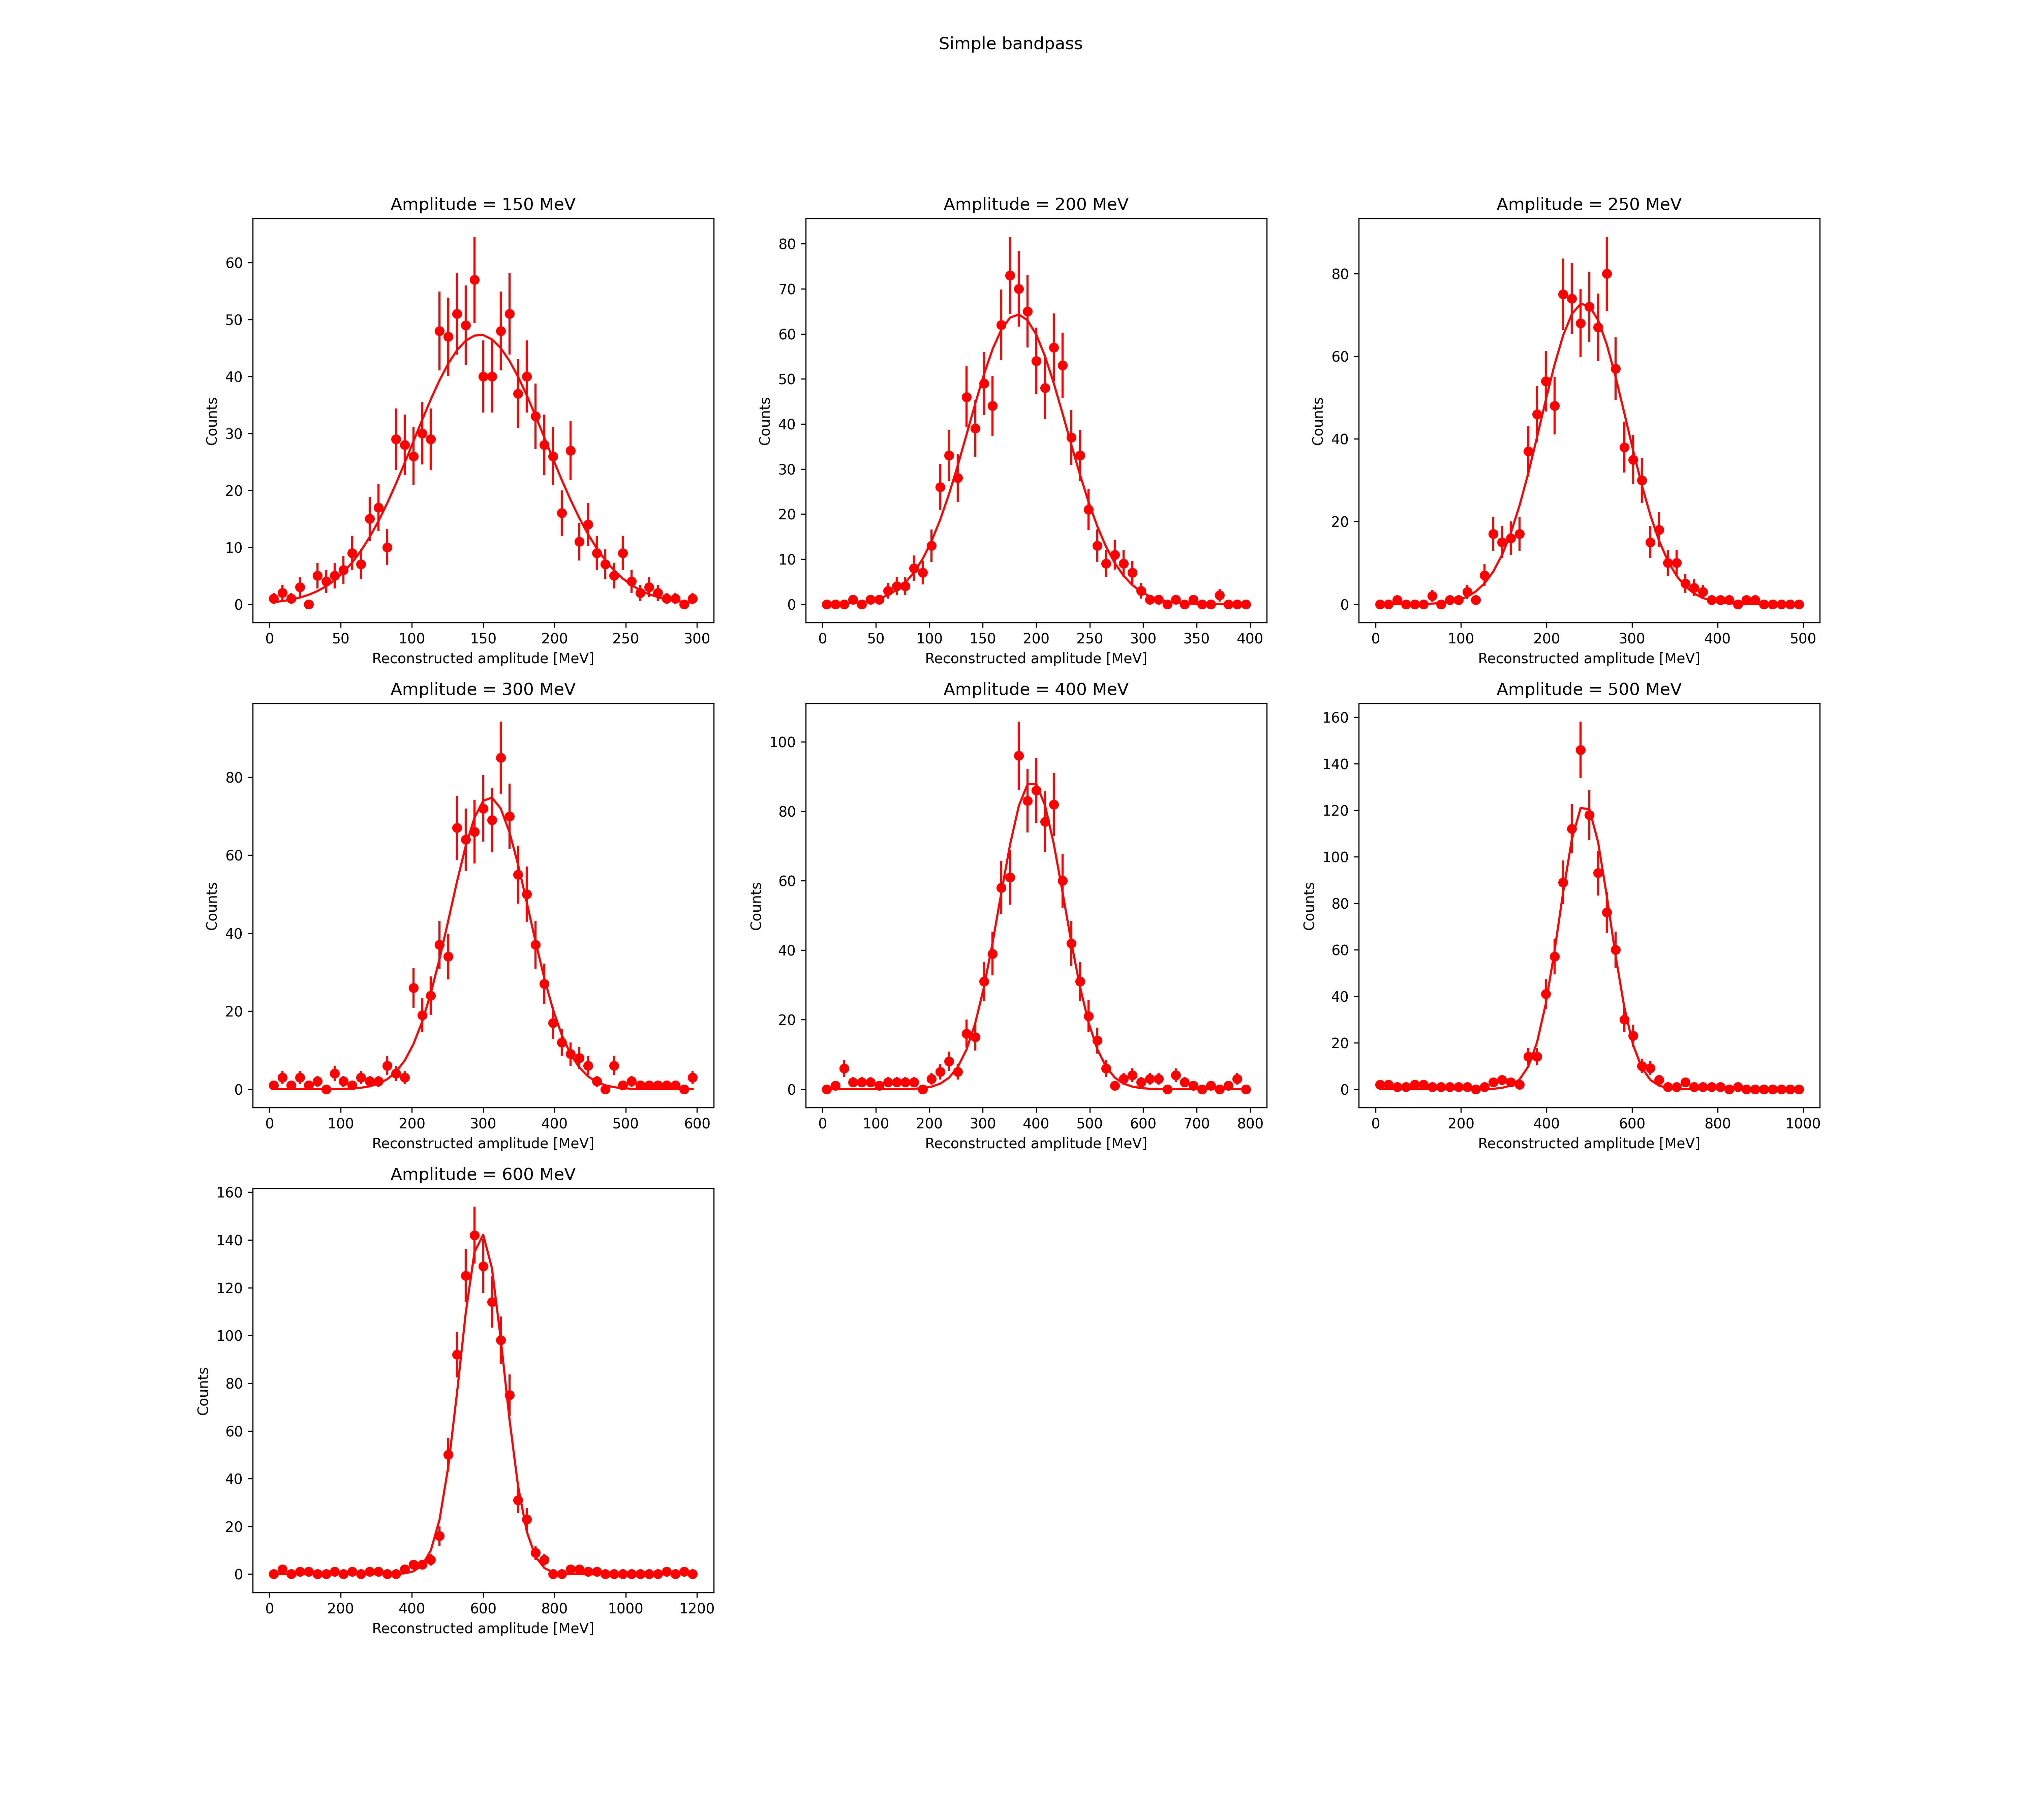 Simple bandpass
Amplitude = 150 MeV
60
50
40
30
20
10
0
Counts
0 50 100 150 200 250 300
Reconstructed amplitude [MeV]
Amplitude = 200 MeV
80
70
60
50
40
30
20
10
0
Counts
0 50 100 150 200 250 300 350 400
Reconstructed amplitude [MeV]
Amplitude = 250 MeV
80
60
40
20
0
Counts
0 100 200 300 400 500
Reconstructed amplitude [MeV]
Amplitude = 300 MeV
80
60
40
20
0
Counts
0 100 200 300 400 500 600
Reconstructed amplitude [MeV]
Amplitude = 400 MeV
100
80
60
40
20
0
Counts
0 100 200 300 400 500 600 700 800
Reconstructed amplitude [MeV]
Amplitude = 500 MeV
160
140
120
100
80
60
40
20
0
Counts
0 200 400 600 800 1000
Reconstructed amplitude [MeV]
Amplitude = 600 MeV
160
140
120
100
80
60
40
20
0
Counts
0 200 400 600 800 1000 1200
Reconstructed amplitude [MeV]